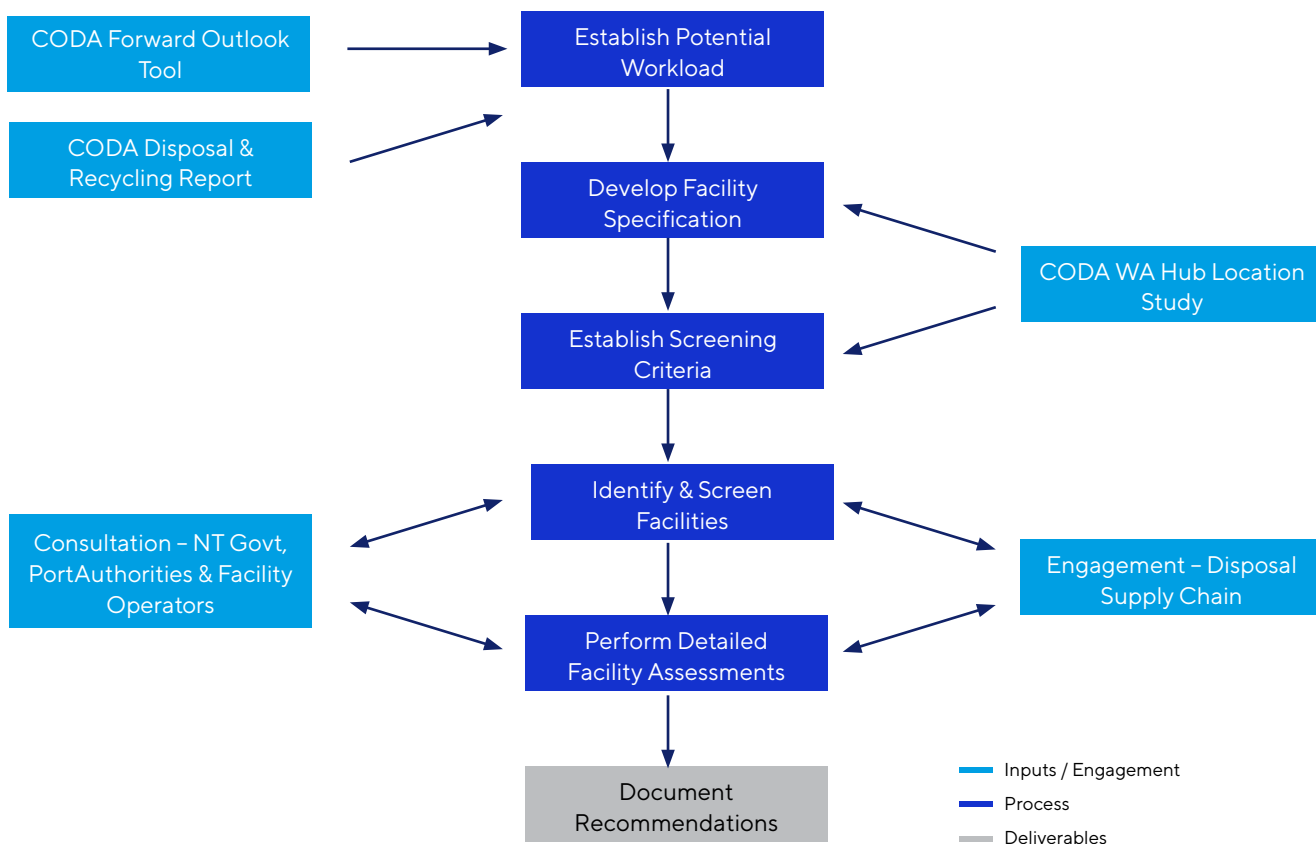 CODA Forward Outlook
Tool
Establish Potential
Workload
CODA Disposal &
Recycling Report
Develop Facility
Specification
CODA WA Hub Location
Study
Establish Screening
Criteria
Identify & Screen
Facilities
Consultation – NT Govt,
PortAuthorities & Facility
Operators
Engagement – Disposal
Supply Chain
Perform Detailed
Facility Assessments
Document
Recommendations
Inputs / Engagement
Process
Deliverables